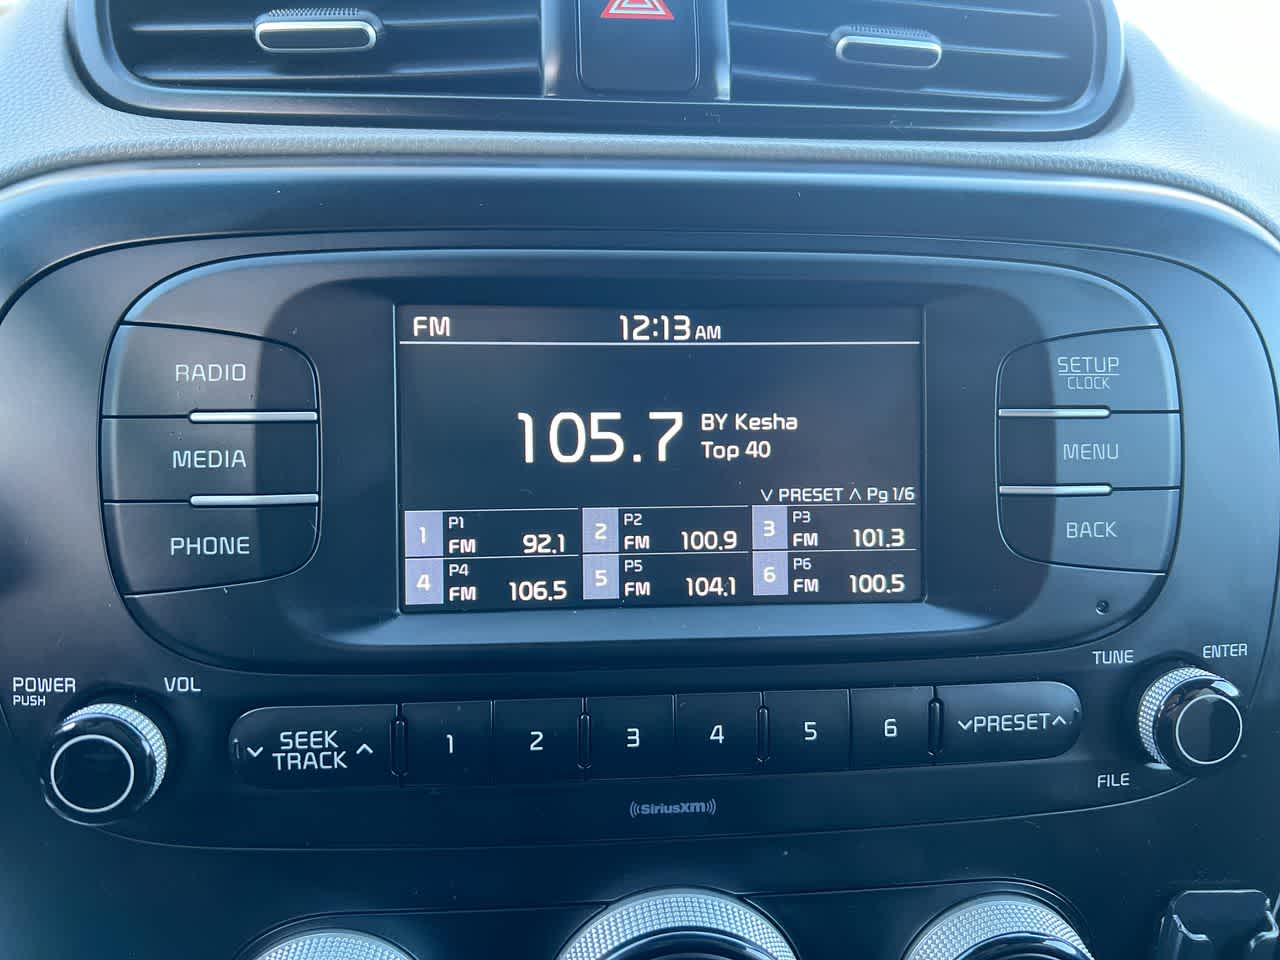 FM 12:13 AM
RADIO
SETUP
CLOCK
105.7 BY Kesha
Top 40
MEDIA
MENU
PRESET Pg 1/6
1 P1 FM 92.1
2 P2 FM 100.9
3 P3 FM 101.3
4 P4 FM 106.5
5 P5 FM 104.1
6 P6 FM 100.5
PHONE
BACK
POWER
PUSH
VOL
TUNE
ENTER
SEEK
TRACK
1 2 3 4 5 6
PRESET
FILE
SiriusXM